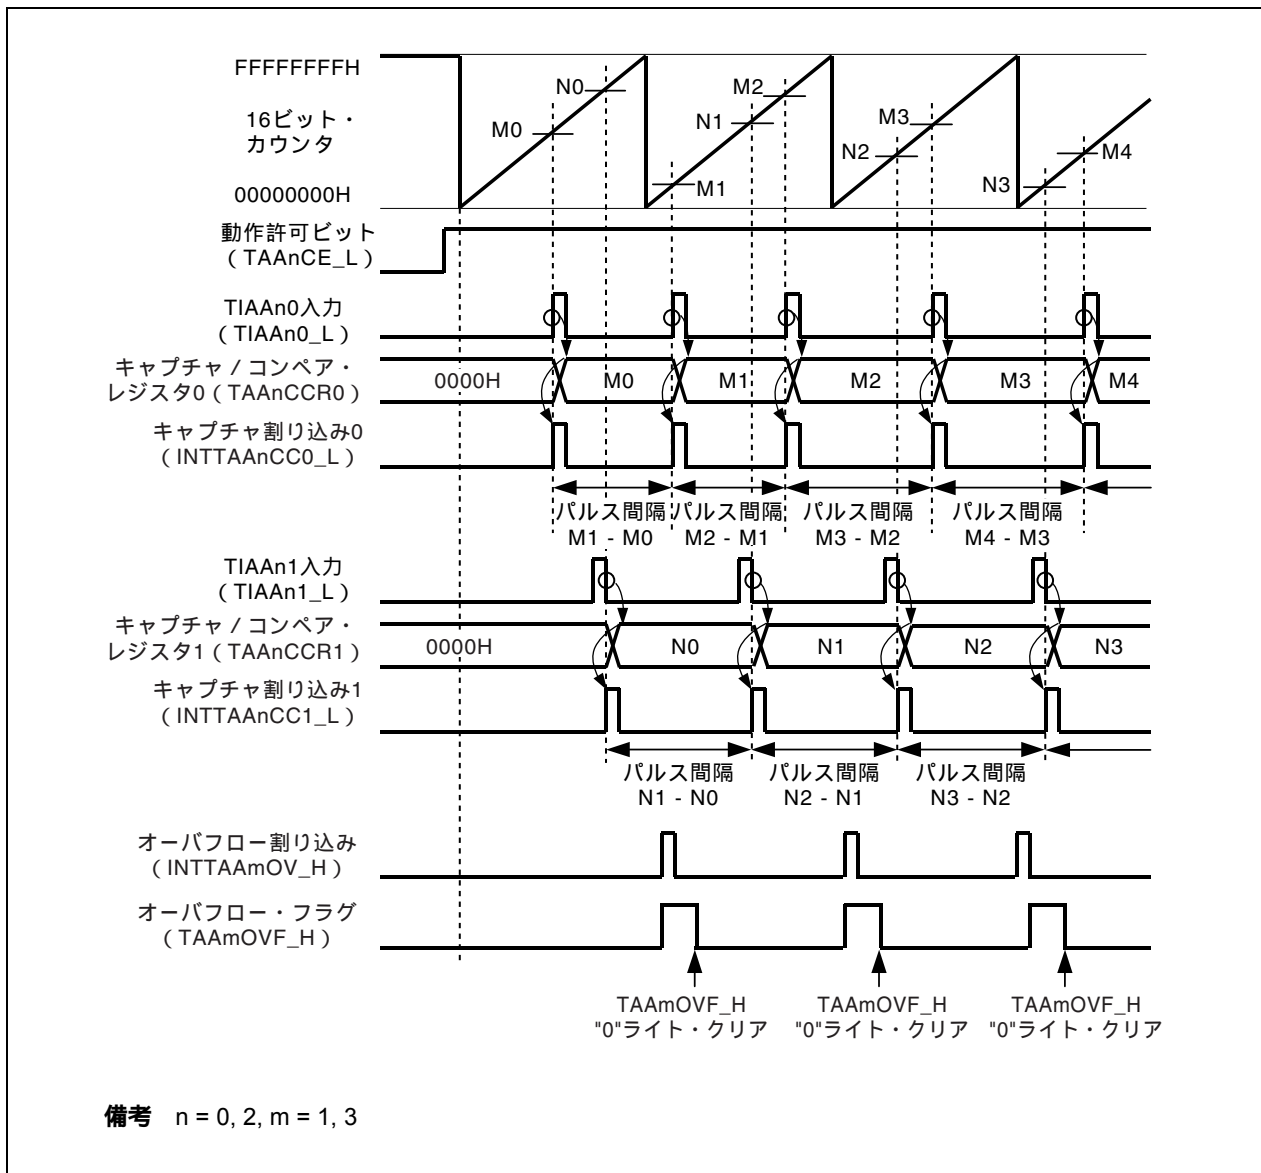 FFFFFFFFH
16ビット・
カウンタ
00000000H
M0
N0
M1
N1
M2
N2
M3
N3
M4
動作許可ビット
（TAAnCE_L）
TIAAn0入力
（TIAAn0_L）
キャプチャ / コンペア・
レジスタ0（TAAnCCR0）
0000H
M0
M1
M2
M3
M4
キャプチャ割り込み0
（INTTAAnCC0_L）
パルス間隔
M1 - M0
パルス間隔
M2 - M1
パルス間隔
M3 - M2
パルス間隔
M4 - M3
TIAAn1入力
（TIAAn1_L）
キャプチャ / コンペア・
レジスタ1（TAAnCCR1）
0000H
N0
N1
N2
N3
キャプチャ割り込み1
（INTTAAnCC1_L）
パルス間隔
N1 - N0
パルス間隔
N2 - N1
パルス間隔
N3 - N2
オーバフロー割り込み
（INTTAAmOV_H）
オーバフロー・フラグ
（TAAmOVF_H）
TAAmOVF_H
"0"ライト・クリア
TAAmOVF_H
"0"ライト・クリア
TAAmOVF_H
"0"ライト・クリア
備考 n = 0, 2, m = 1, 3